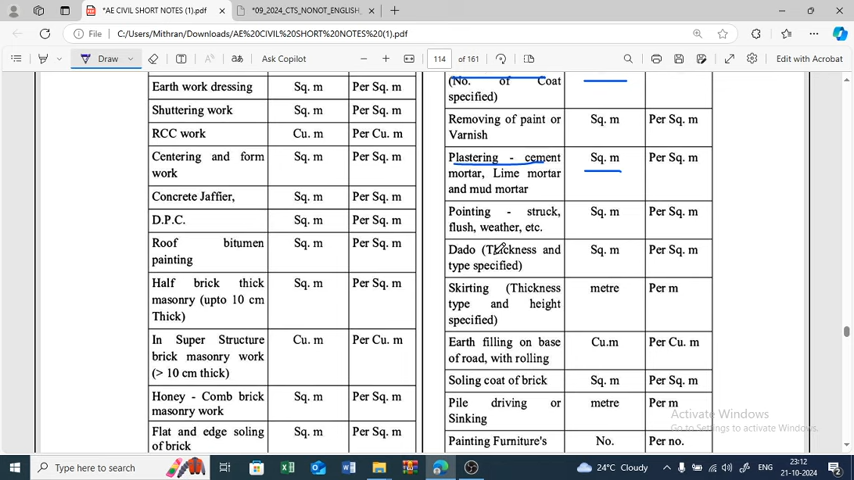 *AE CIVIL SHORT NOTES (1).pdf
*09_2024_CTS_NONOT_ENGLISH_
File
C:/Users/Mithran/Downloads/AE%20CIVIL%20SHORT%20NOTES%20(1).pdf
Draw
Ask Copilot
114 of 161
Edit with Acrobat
Earth work dressing Sq. m Per Sq. m
Shuttering work Sq. m Per Sq. m
RCC work Cu. m Per Cu. m
Centering and form Sq. m Per Sq. m
work
Concrete Jaffier, Sq. m Per Sq. m
D.P.C. Sq. m Per Sq. m
Roof bitumen Sq. m Per Sq. m
painting
Half brick thick Sq. m Per Sq. m
masonry (upto 10 cm
Thick)
In Super Structure Cu. m Per Cu. m
brick masonry work
(> 10 cm thick)
Honey - Comb brick Sq. m Per Sq. m
masonry work
Flat and edge soling Sq. m Per Sq. m
of brick
(No. of Coat
specified)
Removing of paint or Sq. m Per Sq. m
Varnish
Plastering - cement Sq. m Per Sq. m
mortar, Lime mortar
and mud mortar
Pointing - struck, Sq. m Per Sq. m
flush, weather, etc.
Dado (Thickness and Sq. m Per Sq. m
type specified)
Skirting (Thickness metre Per m
type and height
specified)
Earth filling on base Cu.m Per Cu. m
of road, with rolling
Soling coat of brick Sq. m Per Sq. m
Pile driving or metre Per m
Sinking
Painting Furniture's No. Per no.
Activate Windows
Go to Settings to activate Windows.
Type here to search
24°C Cloudy
ENG
23:12
21-10-2024